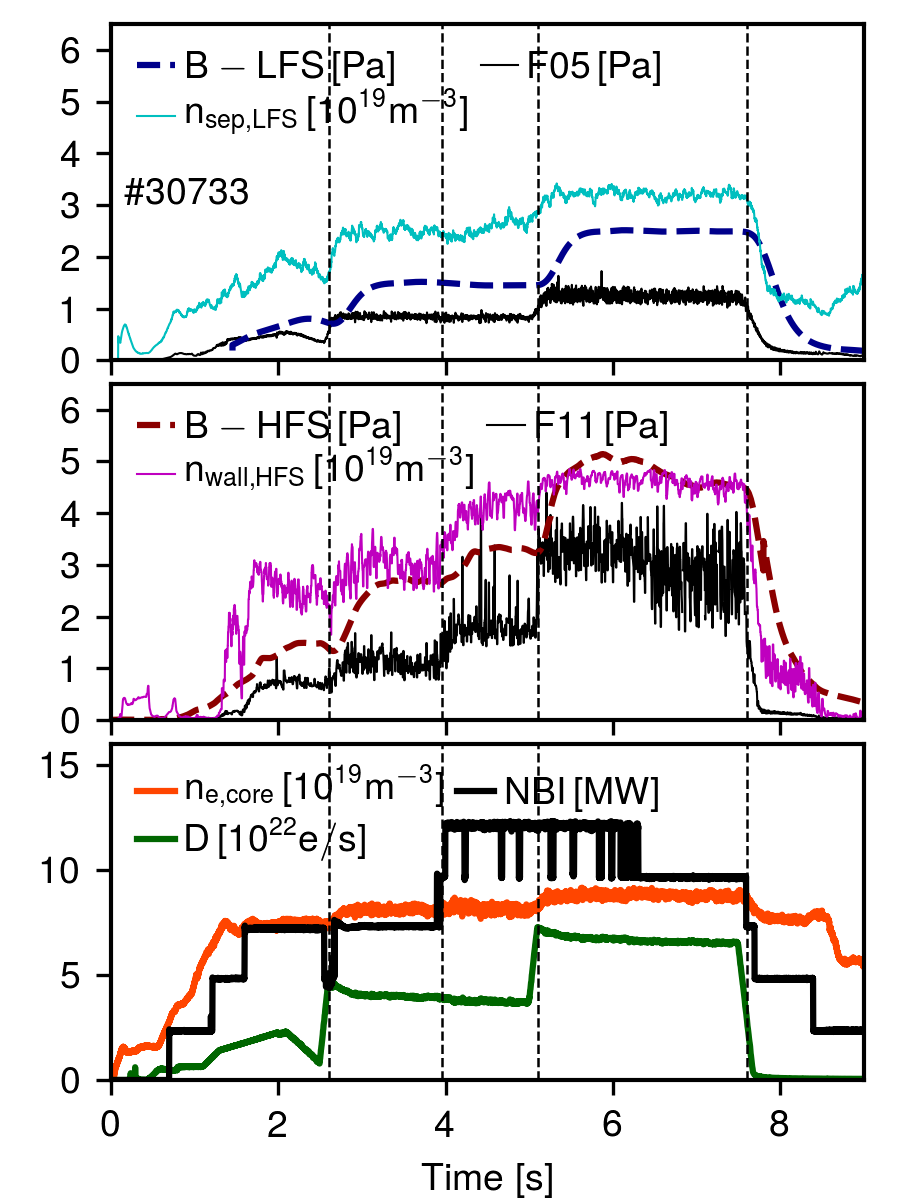 6
B – LFS [Pa] F05 [Pa]
5
n_sep,LFS [10^19 m^−3]
4
#30733
3
2
1
0
6
B – HFS [Pa] F11 [Pa]
5
n_wall,HFS [10^19 m^−3]
4
3
2
1
0
15
n_e,core [10^19 m^−3] NBI [MW]
D [10^22 e/s]
10
5
0
0 2 4 6 8
Time [s]